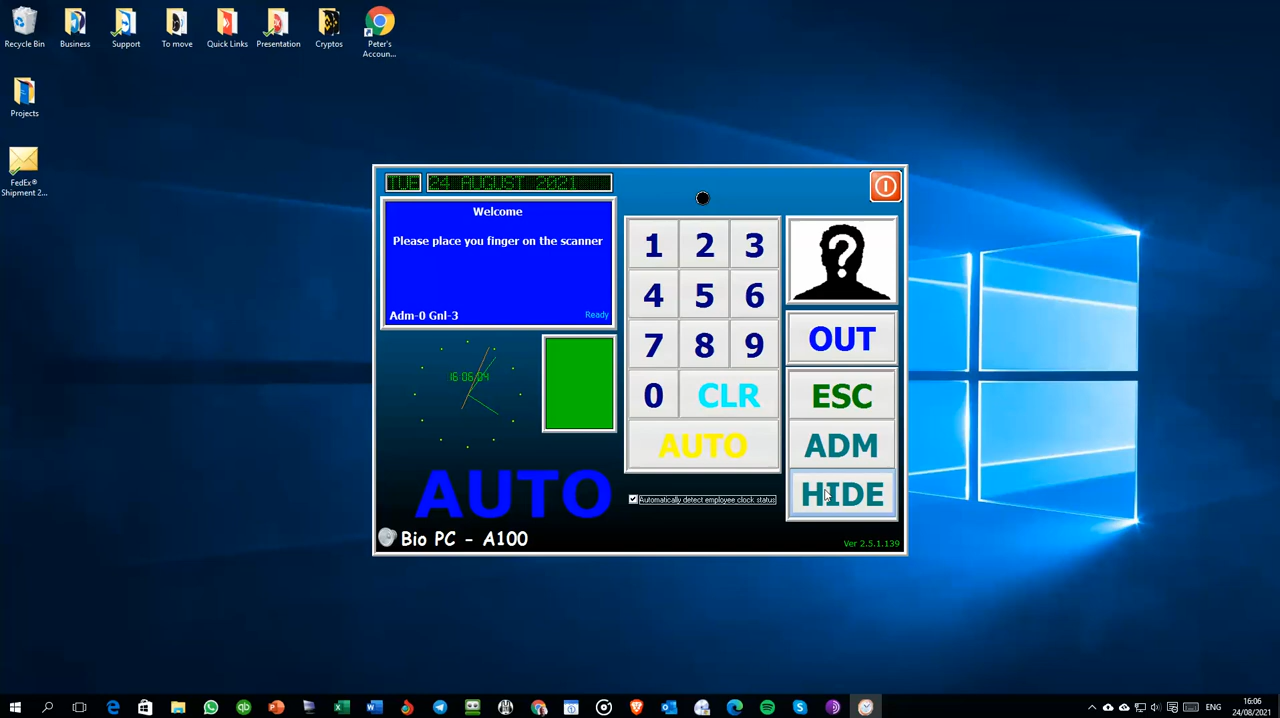 Recycle Bin
Business
Support
To move
Quick Links
Presentation
Cryptos
Peter's
Accoun...
Projects
FedEx®
Shipment 2...
TUE 24 AUGUST 2021
Welcome
Please place you finger on the scanner
Adm-0 Gnl-3 Ready
16:06:04
1 2 3
4 5 6
7 8 9
0 CLR
AUTO
OUT
ESC
ADM
HIDE
AUTO
Automatically detect employee clock status
Bio PC - A100
Ver 2.5.1.139
ENG
16:06
24/08/2021